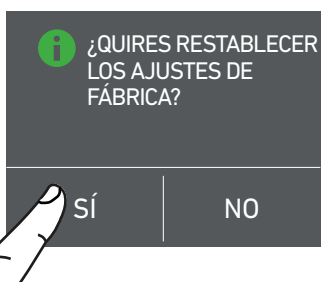 ¿QUIRES RESTABLECER
LOS AJUSTES DE
FÁBRICA?
SÍ
NO